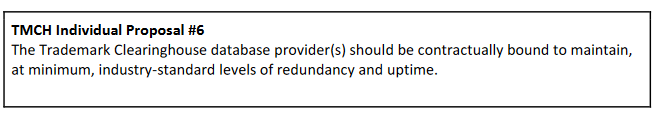 TMCH Individual Proposal #6
The Trademark Clearinghouse database provider(s) should be contractually bound to maintain,
at minimum, industry-standard levels of redundancy and uptime.